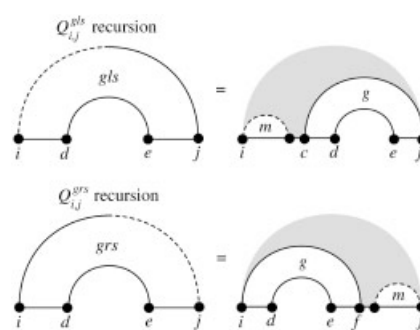 Q^{gls}_{i,j} recursion
gls
=
g
m
i d e j
i c d e j
Q^{grs}_{i,j} recursion
grs
=
g
m
i d e j
i d e f